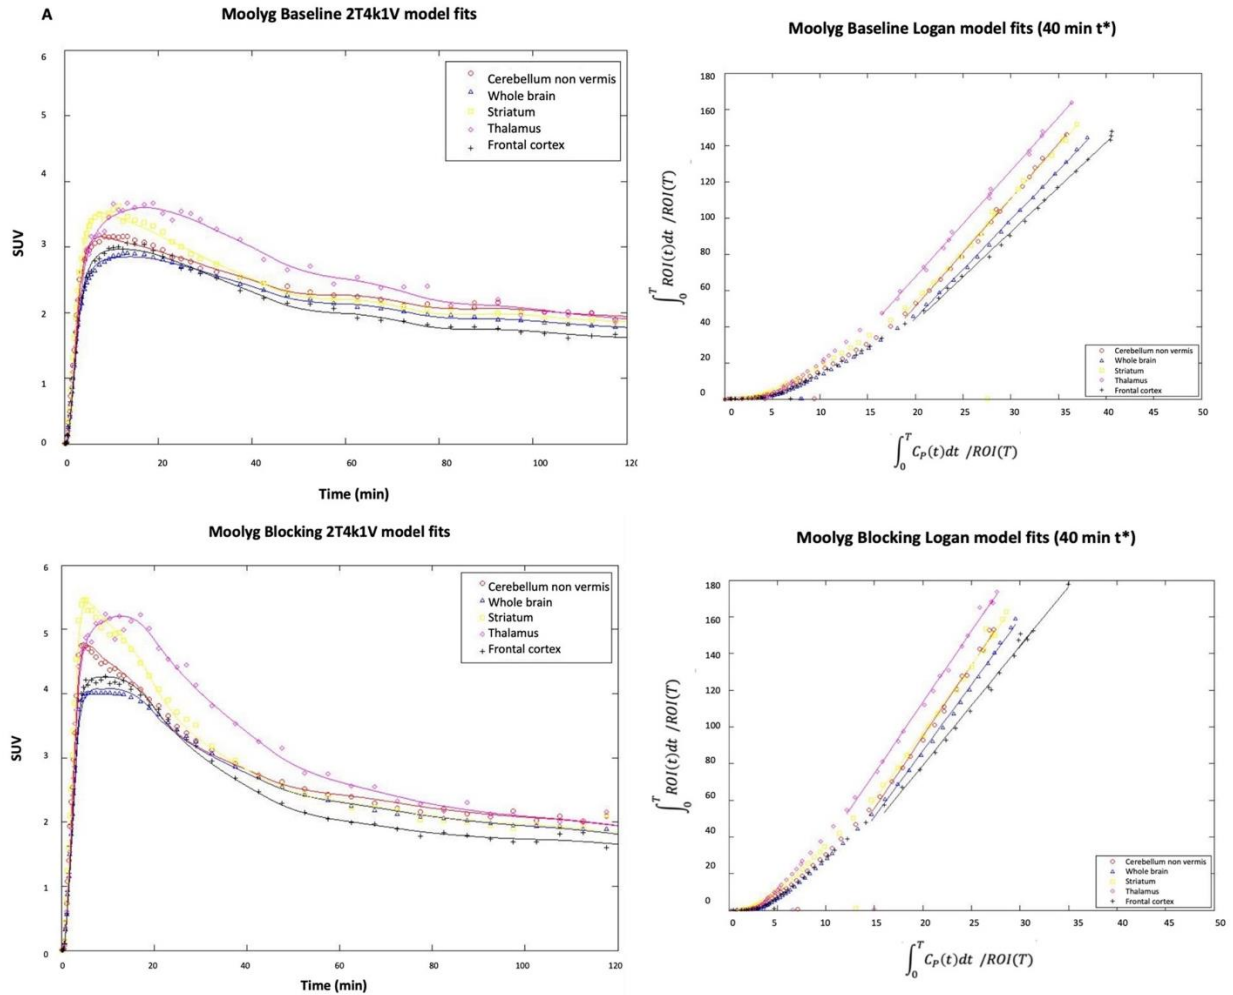 A
Moolyg Baseline 2T4k1V model fits
6
5
4
3
2
1
0
SUV
Cerebellum non vermis
Whole brain
Striatum
Thalamus
Frontal cortex
0 20 40 60 80 100 12(
Time (min)
Moolyg Baseline Logan model fits (40 min t*)
180
160
140
120
100
80
60
40
20
0
∫₀ᵀ ROI(t)dt /ROI(T)
Cerebellum non vermis
Whole brain
Striatum
Thalamus
Frontal cortex
0 5 10 15 20 25 30 35 40 45 50
∫₀ᵀ C_P(t)dt /ROI(T)
Moolyg Blocking 2T4k1V model fits
6
5
4
3
2
1
0
SUV
Cerebellum non vermis
Whole brain
Striatum
Thalamus
Frontal cortex
0 20 40 60 80 100 120
Time (min)
Moolyg Blocking Logan model fits (40 min t*)
180
160
140
120
100
80
60
40
20
0
∫₀ᵀ ROI(t)dt /ROI(T)
Cerebellum non vermis
Whole brain
Striatum
Thalamus
Frontal cortex
0 5 10 15 20 25 30 35 40 45 50
∫₀ᵀ C_P(t)dt /ROI(T)